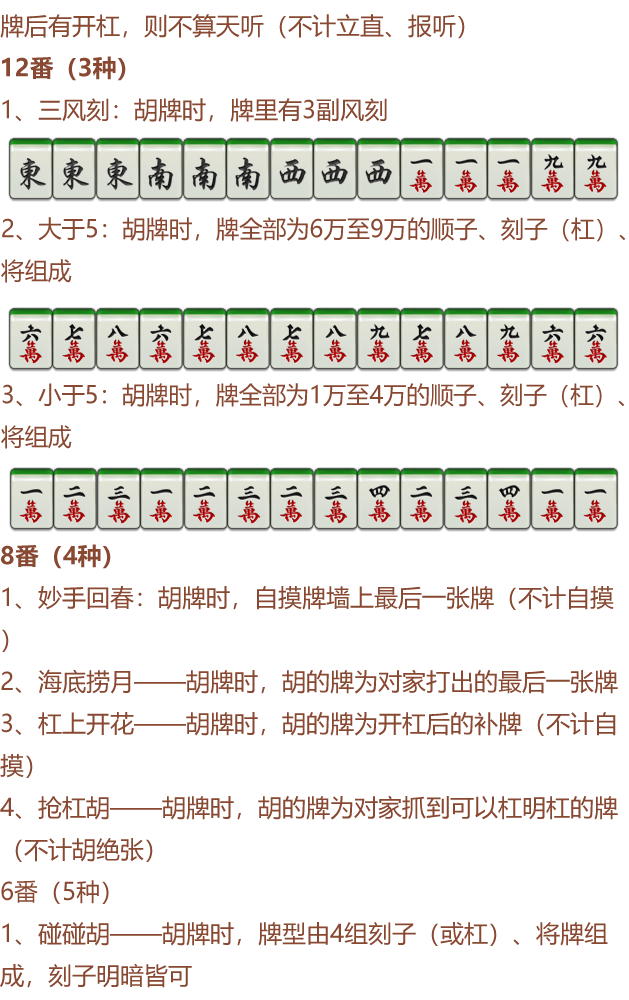 牌后有开杠，则不算天听（不计立直、报听）
12番（3种）
1、三风刻：胡牌时，牌里有3副风刻
東 東 東 南 南 南 西 西 西 一萬 一萬 一萬 九萬 九萬
2、大于5：胡牌时，牌全部为6万至9万的顺子、刻子（杠）、
将组成
六萬 七萬 八萬 六萬 七萬 八萬 七萬 八萬 九萬 七萬 八萬 九萬 六萬 六萬
3、小于5：胡牌时，牌全部为1万至4万的顺子、刻子（杠）、
将组成
一萬 二萬 三萬 一萬 二萬 三萬 二萬 三萬 四萬 二萬 三萬 四萬 一萬 一萬
8番（4种）
1、妙手回春：胡牌时，自摸牌墙上最后一张牌（不计自摸
）
2、海底捞月——胡牌时，胡的牌为对家打出的最后一张牌
3、杠上开花——胡牌时，胡的牌为开杠后的补牌（不计自
摸）
4、抢杠胡——胡牌时，胡的牌为对家抓到可以杠明杠的牌
（不计胡绝张）
6番（5种）
1、碰碰胡——胡牌时，牌型由4组刻子（或杠）、将牌组
成，刻子明暗皆可